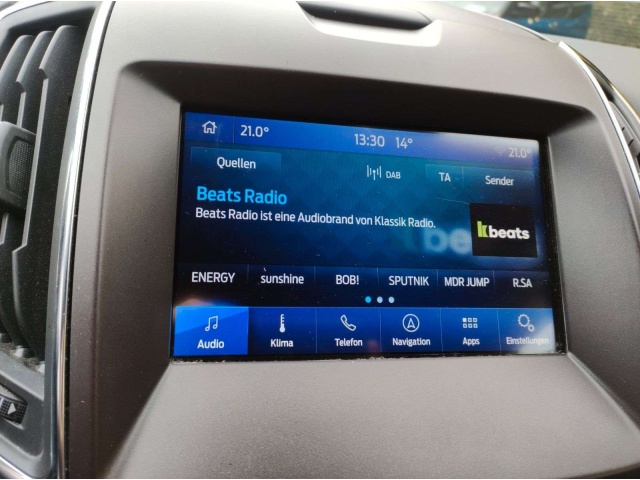 21.0° 13:30 14° 21.0°
Quellen DAB TA Sender
Beats Radio
Beats Radio ist eine Audiobrand von Klassik Radio.
kbeats
ENERGY sunshine BOB! SPUTNIK MDR JUMP R.SA
Audio Klima Telefon Navigation Apps Einstellungen